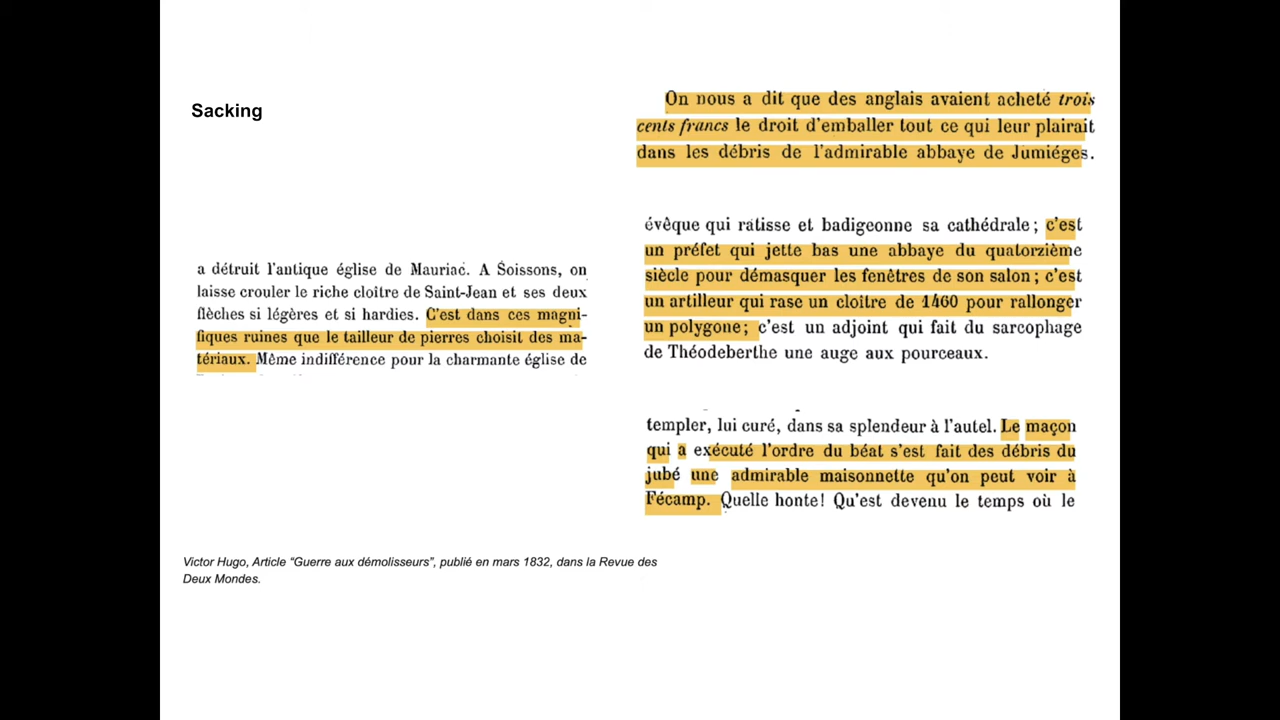 Sacking
a détruit l'antique église de Mauriac. A Soissons, on
laisse crouler le riche cloître de Saint-Jean et ses deux
flèches si légères et si hardies. C'est dans ces magni-
fiques ruines que le tailleur de pierres choisit des ma-
tériaux. Même indifférence pour la charmante église de
On nous a dit que des anglais avaient acheté trois
cents francs le droit d'emballer tout ce qui leur plairait
dans les débris de l'admirable abbaye de Jumiéges.
évêque qui ratisse et badigeonne sa cathédrale ; c'est
un préfet qui jette bas une abbaye du quatorzième
siècle pour démasquer les fenêtres de son salon ; c'est
un artilleur qui rase un cloître de 1460 pour rallonger
un polygone ; c'est un adjoint qui fait du sarcophage
de Théodeberthe une auge aux pourceaux.
templer, lui curé, dans sa splendeur à l'autel. Le maçon
qui a exécuté l'ordre du béat s'est fait des débris du
jubé une admirable maisonnette qu'on peut voir à
Fécamp. Quelle honte! Qu'est devenu le temps où le
Victor Hugo, Article “Guerre aux démolisseurs”, publié en mars 1832, dans la Revue des
Deux Mondes.